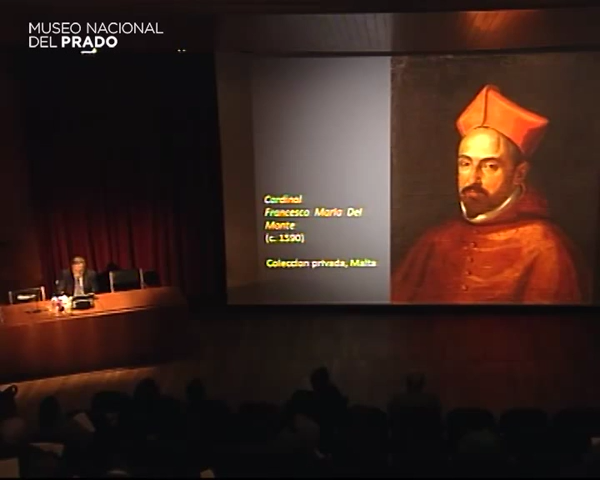 MUSEO NACIONAL
DEL PRADO
Cardinal
Francesco Maria Del
Monte
(c. 1590)
Coleccion privada, Malta